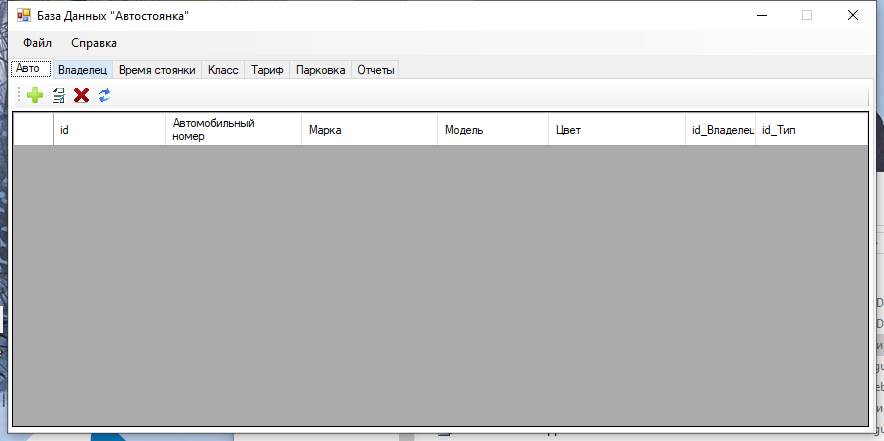 База Данных "Автостоянка"
Файл Справка
Авто Владелец Время стоянки Класс Тариф Парковка Отчеты
id Автомобильный номер Марка Модель Цвет id_Владелец id_Тип